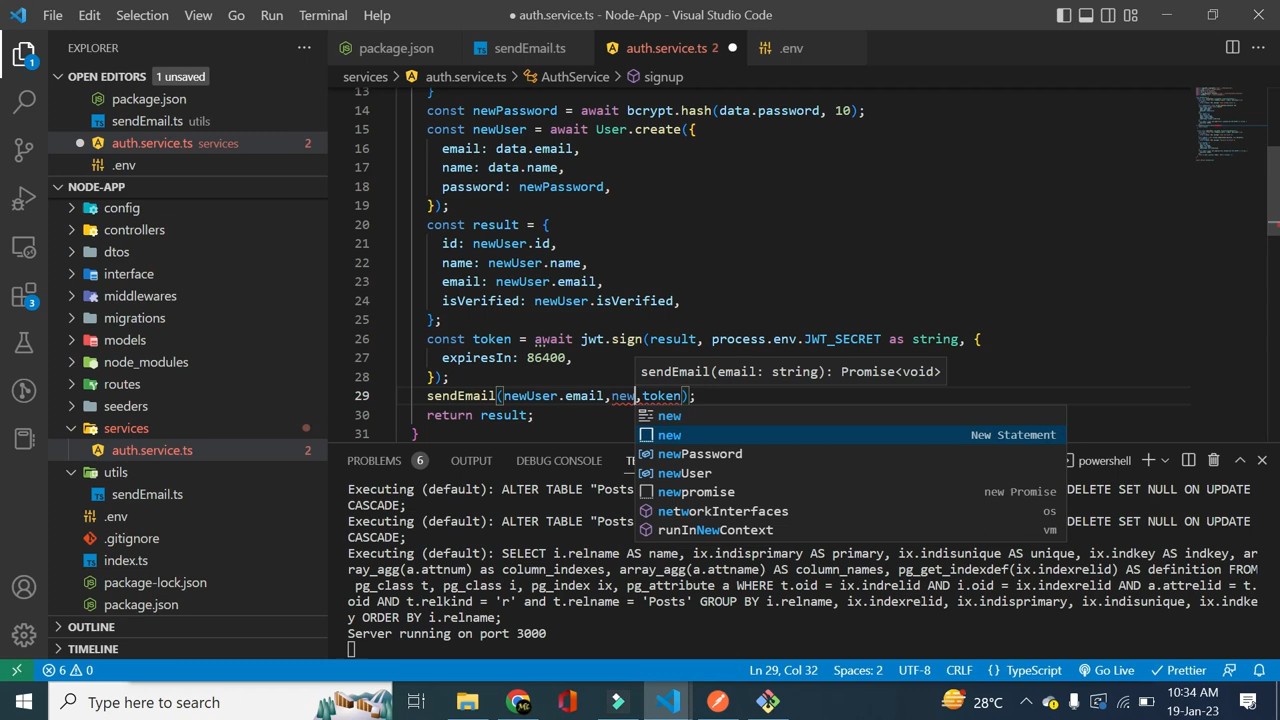 File Edit Selection View Go Run Terminal Help
● auth.service.ts - Node-App - Visual Studio Code
EXPLORER
OPEN EDITORS 1 unsaved
package.json
sendEmail.ts utils
auth.service.ts services 2
.env
NODE-APP
config
controllers
dtos
interface
middlewares
migrations
models
node_modules
routes
seeders
services
auth.service.ts 2
utils
sendEmail.ts
.env
.gitignore
index.ts
package-lock.json
package.json
OUTLINE
TIMELINE
1
3
package.json sendEmail.ts auth.service.ts 2 ● .env
services > auth.service.ts > AuthService > signup
13 }
14 const newPassword = await bcrypt.hash(data.password, 10);
15 const newUser = await User.create({
16 email: data.email,
17 name: data.name,
18 password: newPassword,
19 });
20 const result = {
21 id: newUser.id,
22 name: newUser.name,
23 email: newUser.email,
24 isVerified: newUser.isVerified,
25 };
26 const token = await jwt.sign(result, process.env.JWT_SECRET as string, {
27 expiresIn: 86400,
28 });
sendEmail(email: string): Promise<void>
29 sendEmail(newUser.email,new,token);
30 return result;
31 }
new
new New Statement
newPassword
newUser
newpromise new Promise
networkInterfaces os
runInNewContext vm
PROBLEMS 6 OUTPUT DEBUG CONSOLE TE powershell
Executing (default): ALTER TABLE "Posts DELETE SET NULL ON UPDATE
CASCADE;
Executing (default): ALTER TABLE "Posts DELETE SET NULL ON UPDATE
CASCADE;
Executing (default): SELECT i.relname AS name, ix.indisprimary AS primary, ix.indisunique AS unique, ix.indkey AS indkey, ar
ray_agg(a.attnum) as column_indexes, array_agg(a.attname) AS column_names, pg_get_indexdef(ix.indexrelid) AS definition FROM
pg_class t, pg_class i, pg_index ix, pg_attribute a WHERE t.oid = ix.indrelid AND i.oid = ix.indexrelid AND a.attrelid = t.
oid AND t.relkind = 'r' and t.relname = 'Posts' GROUP BY i.relname, ix.indexrelid, ix.indisprimary, ix.indisunique, ix.indke
y ORDER BY i.relname;
Server running on port 3000
6 0 Ln 29, Col 32 Spaces: 2 UTF-8 CRLF {} TypeScript Go Live Prettier
Type here to search
28°C
10:34 AM
19-Jan-23